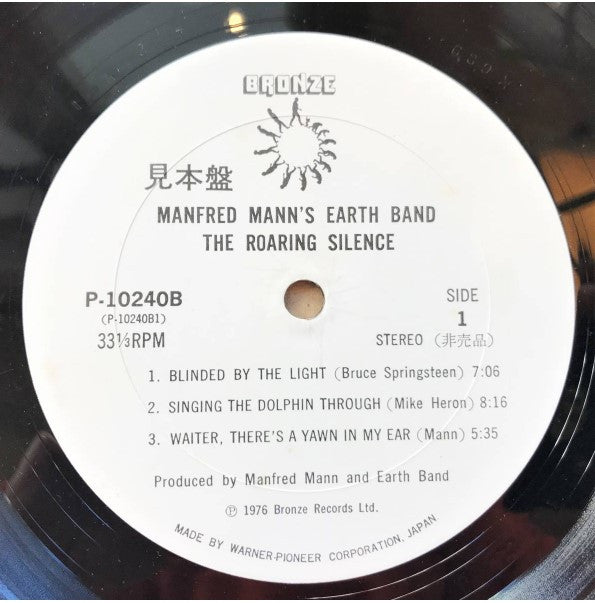 BRONZE
見本盤
MANFRED MANN'S EARTH BAND
THE ROARING SILENCE
P-10240B
(P-10240B1)
33⅓RPM
SIDE
1
STEREO (非売品)
1. BLINDED BY THE LIGHT (Bruce Springsteen) 7:06
2. SINGING THE DOLPHIN THROUGH (Mike Heron) 8:16
3. WAITER, THERE'S A YAWN IN MY EAR (Mann) 5:35
Produced by Manfred Mann and Earth Band
Ⓟ 1976 Bronze Records Ltd.
MADE BY WARNER-PIONEER CORPORATION, JAPAN